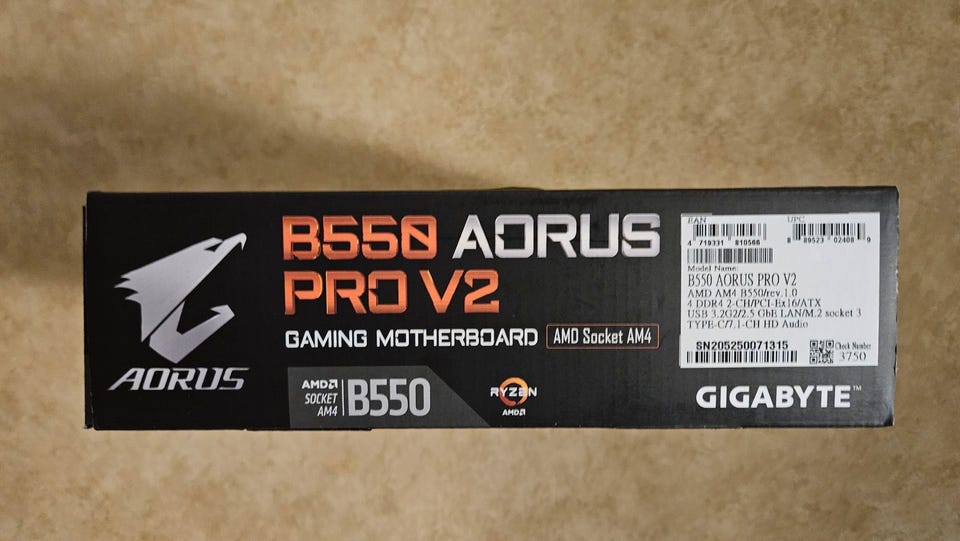 B550 AORUS
PRO V2
GAMING MOTHERBOARD
AMD Socket AM4
AORUS
AMD
SOCKET
AM4
B550
RYZEN
AMD
EAN
4 719331 810566
UPC
8 89523 02408 9
Model Name:
B550 AORUS PRO V2
AMD AM4 B550/rev.1.0
4 DDR4 2-CH/PCI-Ex16/ATX
USB 3.2G2/2.5 GbE LAN/M.2 socket 3
TYPE-C/7.1-CH HD Audio
SN205250071315
Check Number
3750
GIGABYTE™